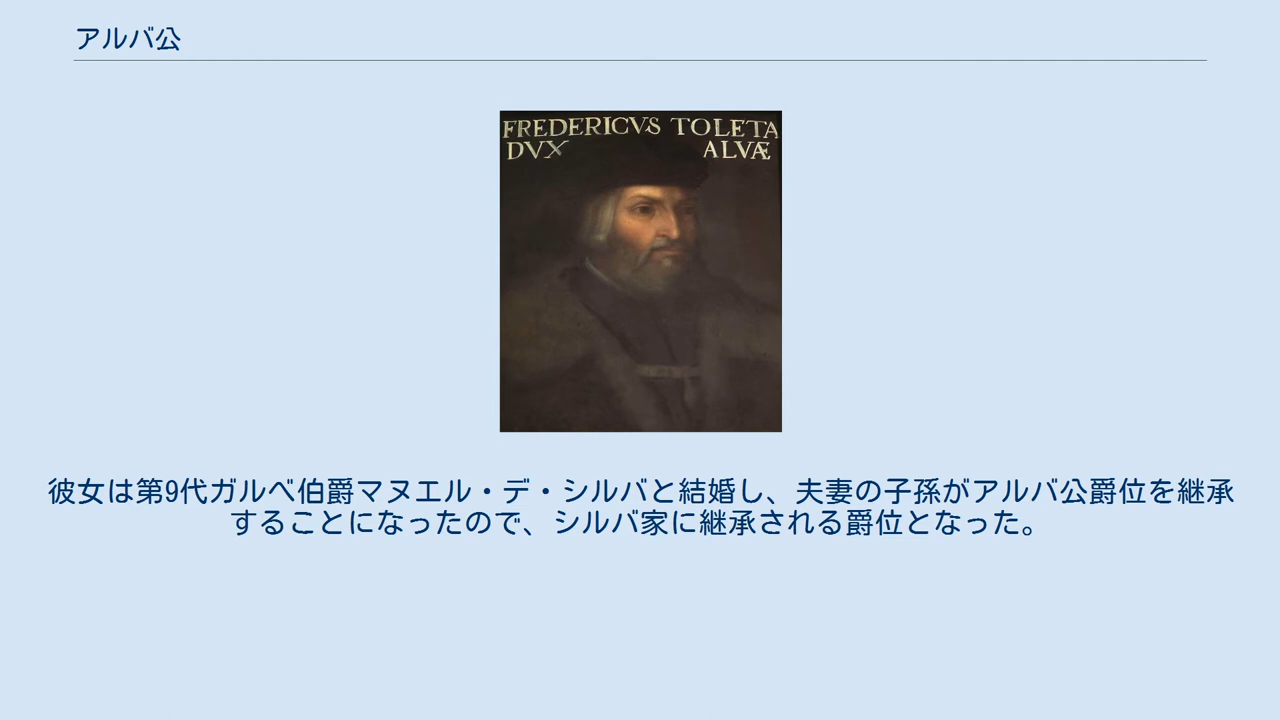 アルバ公
FREDERICVS TOLETA
DVX ALVÆ
彼女は第9代ガルベ伯爵マヌエル・デ・シルバと結婚し、夫妻の子孫がアルバ公爵位を継承
することになったので、シルバ家に継承される爵位となった。